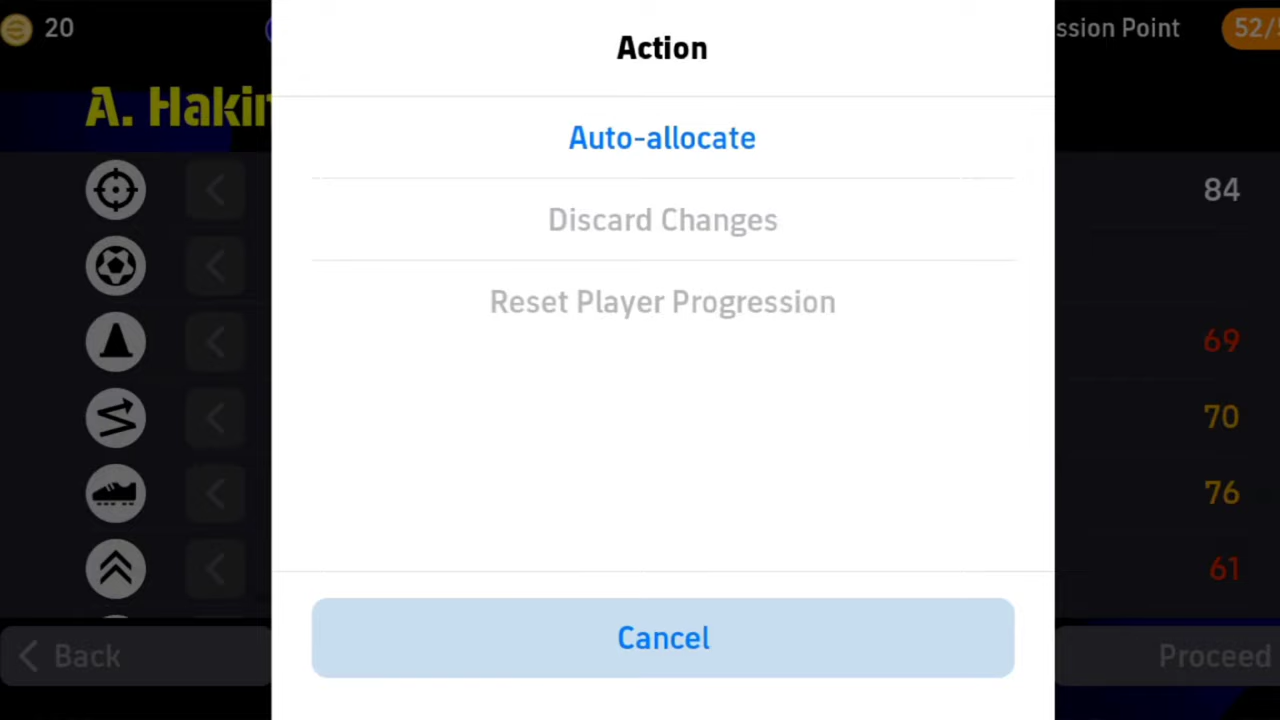 20
ssion Point
52/
Action
A. Hakim
Auto-allocate
84
Discard Changes
Reset Player Progression
69
70
76
61
Cancel
Back
Proceed